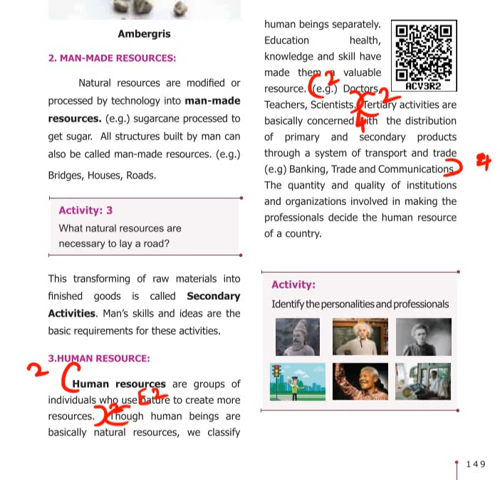 Ambergris
2. MAN-MADE RESOURCES:
Natural resources are modified or
processed by technology into man-made
resources. (e.g.) sugarcane processed to
get sugar. All structures built by man can
also be called man-made resources. (e.g.)
Bridges, Houses, Roads.
Activity: 3
What natural resources are
necessary to lay a road?
This transforming of raw materials into
finished goods is called Secondary
Activities. Man's skills and ideas are the
basic requirements for these activities.
3.HUMAN RESOURCE:
2
Human resources are groups of
individuals who use nature to create more
2
resources. Though human beings are
2
basically natural resources, we classify
human beings separately.
Education health,
knowledge and skill have
made them a valuable
2
resource. (e.g.) Doctors,
ACV3R2
2
Teachers, Scientists. Tertiary activities are
basically concerned with the distribution
4
of primary and secondary products
through a system of transport and trade
(e.g) Banking, Trade and Communications.
4
The quantity and quality of institutions
and organizations involved in making the
professionals decide the human resource
of a country.
Activity:
Identify the personalities and professionals
149